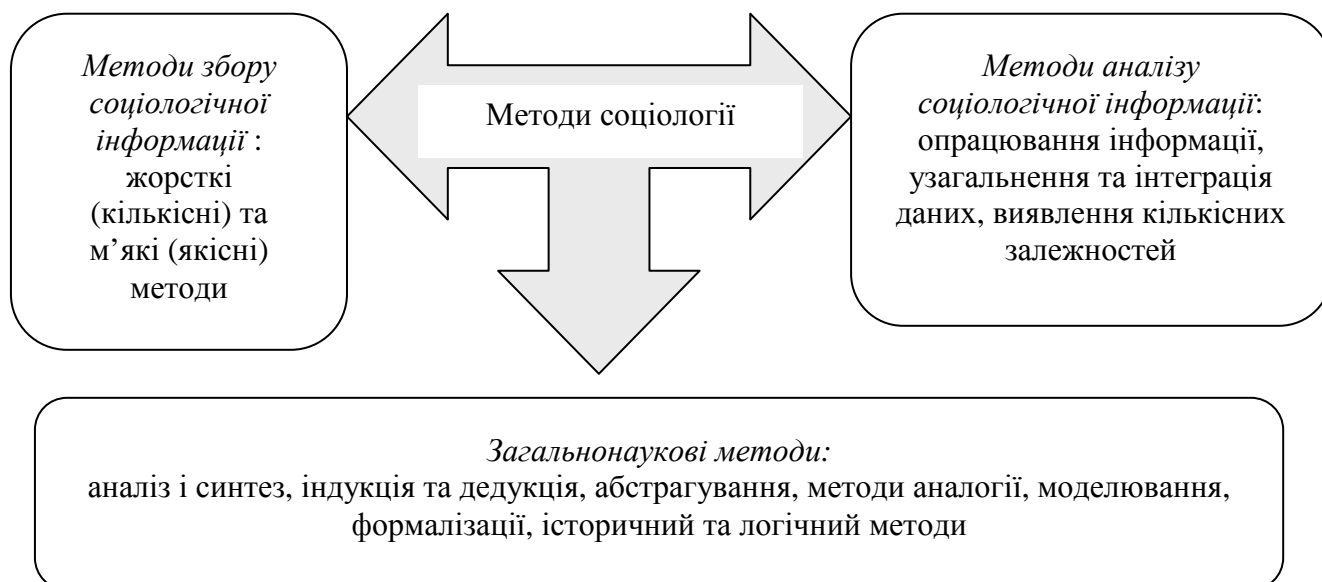 Методи збору
соціологічної
інформації :
жорсткі
(кількісні) та
м’які (якісні)
методи
Методи соціології
Методи аналізу
соціологічної інформації:
опрацювання інформації,
узагальнення та інтеграція
даних, виявлення кількісних
залежностей
Загальнонаукові методи:
аналіз і синтез, індукція та дедукція, абстрагування, методи аналогії, моделювання,
формалізації, історичний та логічний методи